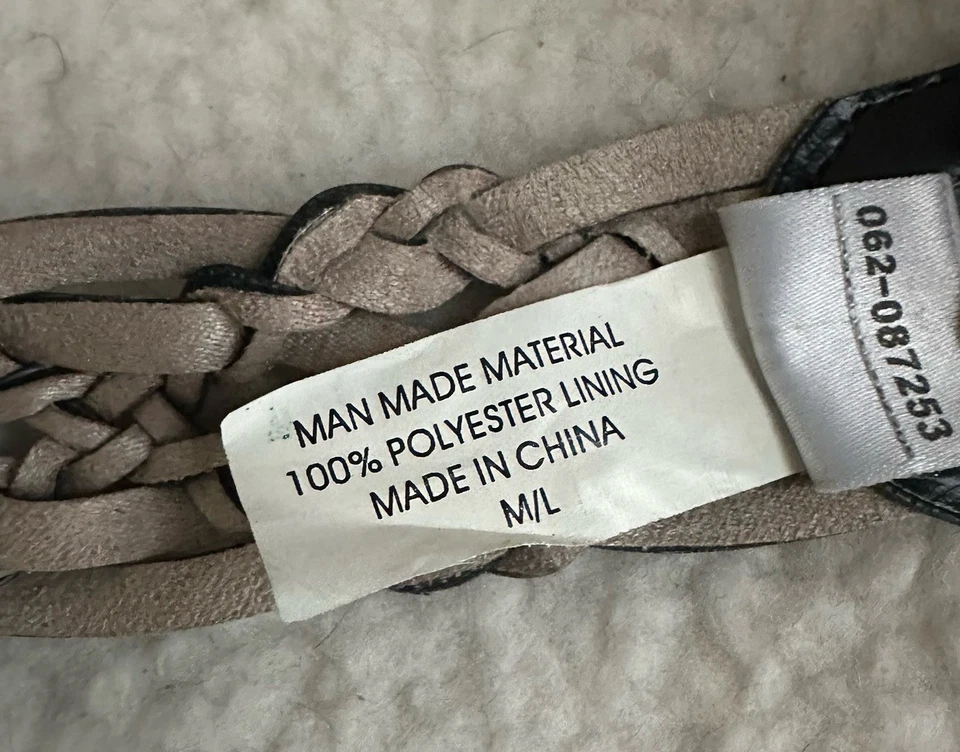 MAN MADE MATERIAL
100% POLYESTER LINING
MADE IN CHINA
M/L
062-087253